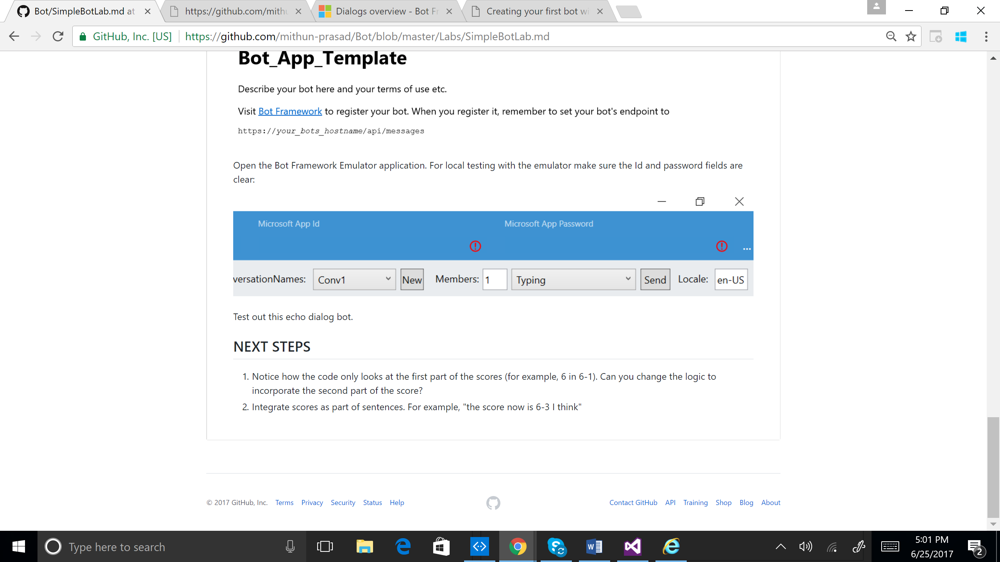 Bot/SimpleBotLab.md at
https://github.com/mithu
Dialogs overview - Bot Fr
Creating your first bot wi
GitHub, Inc. [US]
https://github.com/mithun-prasad/Bot/blob/master/Labs/SimpleBotLab.md
Bot_App_Template
Describe your bot here and your terms of use etc.
Visit Bot Framework to register your bot. When you register it, remember to set your bot's endpoint to
https://your_bots_hostname/api/messages
Open the Bot Framework Emulator application. For local testing with the emulator make sure the Id and password fields are
clear:
Microsoft App Id
Microsoft App Password
versationNames: Conv1 New Members: 1 Typing Send Locale: en-US
Test out this echo dialog bot.
NEXT STEPS
1. Notice how the code only looks at the first part of the scores (for example, 6 in 6-1). Can you change the logic to
incorporate the second part of the score?
2. Integrate scores as part of sentences. For example, "the score now is 6-3 I think"
© 2017 GitHub, Inc. Terms Privacy Security Status Help
Contact GitHub API Training Shop Blog About
Type here to search
5:01 PM
6/25/2017
2